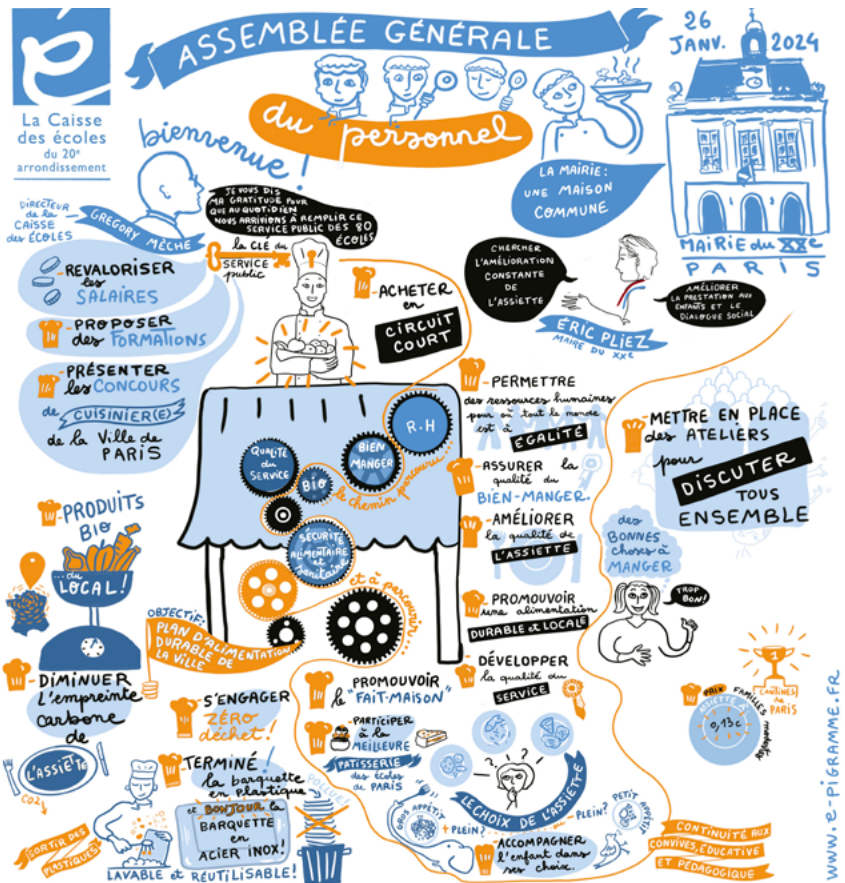 é
La Caisse
des écoles
du 20e
arrondissement
ASSEMBLÉE GÉNÉRALE
du personnel
26
JANV. 2024
bienvenue !
MAIRIE du XXe
PARIS
LA MAIRIE :
UNE MAISON
COMMUNE
DIRECTEUR
de la
CAISSE
des ÉCOLES
GREGORY MÈCHE
JE VOUS DIS
MA GRATITUDE POUR
QUE AU QUOTIDIEN
NOUS ARRIVIONS À REMPLIR CE
SERVICE PUBLIC DES 80
ÉCOLES
la CLÉ du
SERVICE
public
CHERCHER
L'AMÉLIORATION
CONSTANTE
DE
L'ASSIETTE
AMÉLIORER
LA PRESTATION AUX
ENFANTS ET LE
DIALOGUE SOCIAL
ÉRIC PLIEZ
MAIRE DU XXe
-REVALORISER
les
SALAIRES
-PROPOSER
des FORMATIONS
-PRÉSENTER
les CONCOURS
de CUISINIER(E)
de la Ville de
PARIS
-ACHETER
en
CIRCUIT
COURT
QUALITÉ
du
SERVICE
BIO
BIEN
MANGER
R.H
le chemin parcouru...
SÉCURITÉ
ALIMENTAIRE et
sanitaire
et à parcourir...
-PERMETTRE
des ressources humaines
pour où tout le monde
est à
ÉGALITÉ
-ASSURER la
qualité du
BIEN-MANGER.
-AMÉLIORER
la qualité de
L'ASSIETTE
-PROMOUVOIR
une alimentation
DURABLE et LOCALE
-DÉVELOPPER
la qualité du
SERVICE
-METTRE EN PLACE
des ATELIERS
pour
DISCUTER
TOUS
ENSEMBLE
des
BONNES
choses à
MANGER
TROP
BON!
-PRODUITS
BIO
...du
LOCAL!
OBJECTIF:
PLAN D'ALIMENTATION
DURABLE DE
LA VILLE
-DIMINUER
L'empreinte
carbone
de
L'ASSIETTE
CO2
-S'ENGAGER
ZÉRO
déchet!
-TERMINÉ
la barquette
en plastique
et BONJOUR la
BARQUETTE
en
ACIER INOX!
POLLUE!
SORTIR DES
PLASTIQUES!
LAVABLE et RÉUTILISABLE!
-PROMOUVOIR
le "FAIT-MAISON"
-PARTICIPER
à la
MEILLEURE
PATISSERIE
des écoles
de PARIS
? ?
LE CHOIX DE L'ASSIETTE
GROS APPÉTIT
+ PLEIN?
- PLEIN?
PETIT APPÉTIT
-ACCOMPAGNER
l'enfant dans
ses choix.
1
CANTINES
de PARIS
PRIX FAMILLES
ASSIETTE À
0,13c
CONTINUITÉ AUX
CONVIVES, ÉDUCATIVE
ET PÉDAGOGIQUE
WWW.e-PIGRAMME.FR